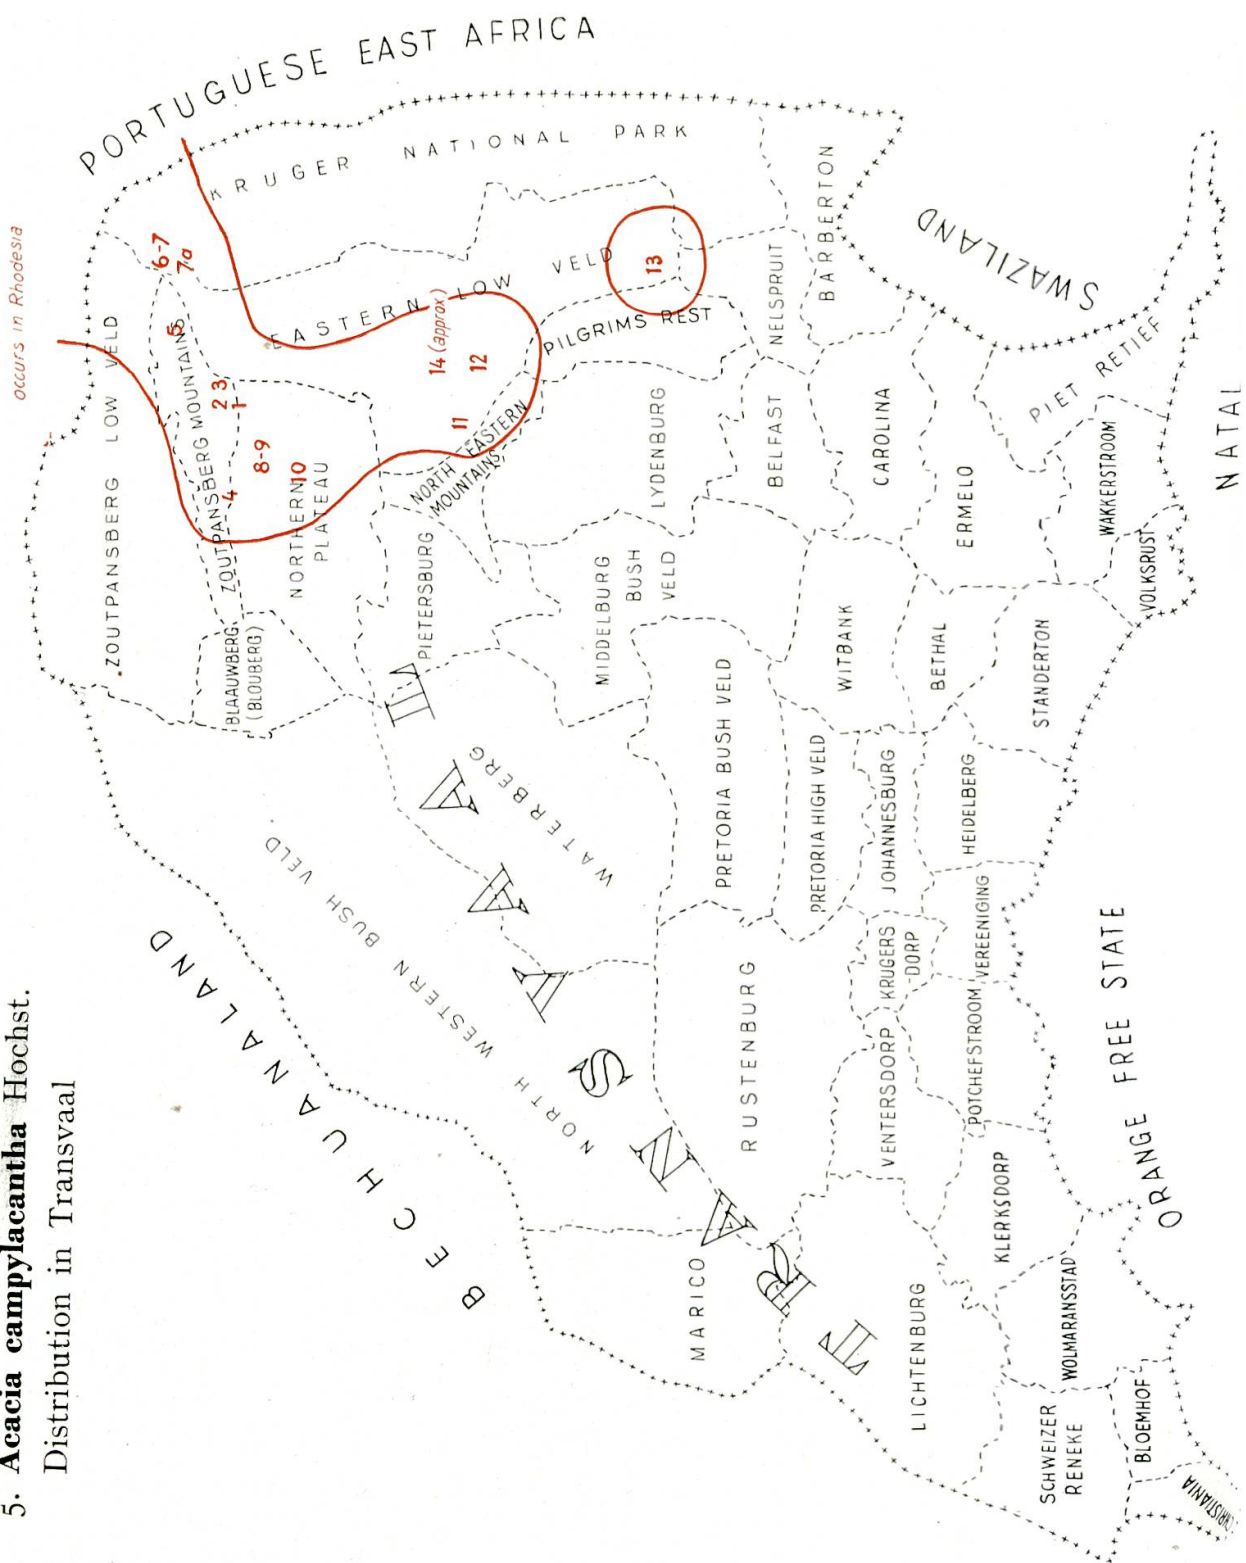 5. Acacia campylacantha Hochst.
Distribution in Transvaal
occurs in Rhodesia
PORTUGUESE EAST AFRICA
BECHUANALAND
TRANSVAAL
ZOUTPANSBERG LOW VELD
KRUGER NATIONAL PARK
6-7
7a
5
ZOUTPANSBERG MOUNTAINS
2 3
1
4
8-9
10
BLAAUWBERG
(BLOUBERG)
NORTHERN
PLATEAU
EASTERN LOW VELD
14 (approx)
12
11
13
NORTH EASTERN
MOUNTAINS
PIETERSBURG
PILGRIMS REST
NORTH WESTERN BUSH VELD
WATERBERG
MIDDELBURG
BUSH
VELD
LYDENBURG
NELSPRUIT
BARBERTON
SWAZILAND
MARICO
RUSTENBURG
PRETORIA BUSH VELD
PRETORIA HIGH VELD
WITBANK
BELFAST
CAROLINA
LICHTENBURG
VENTERSDORP
KRUGERS
-DORP
JOHANNESBURG
BETHAL
ERMELO
PIET RETIEF
POTCHEFSTROOM
VEREENIGING
HEIDELBERG
STANDERTON
WAKKERSTROOM
VOLKSRUST
KLERKSDORP
WOLMARANSSTAD
SCHWEIZER
RENEKE
BLOEMHOF
CHRISTIANIA
ORANGE FREE STATE
NATAL